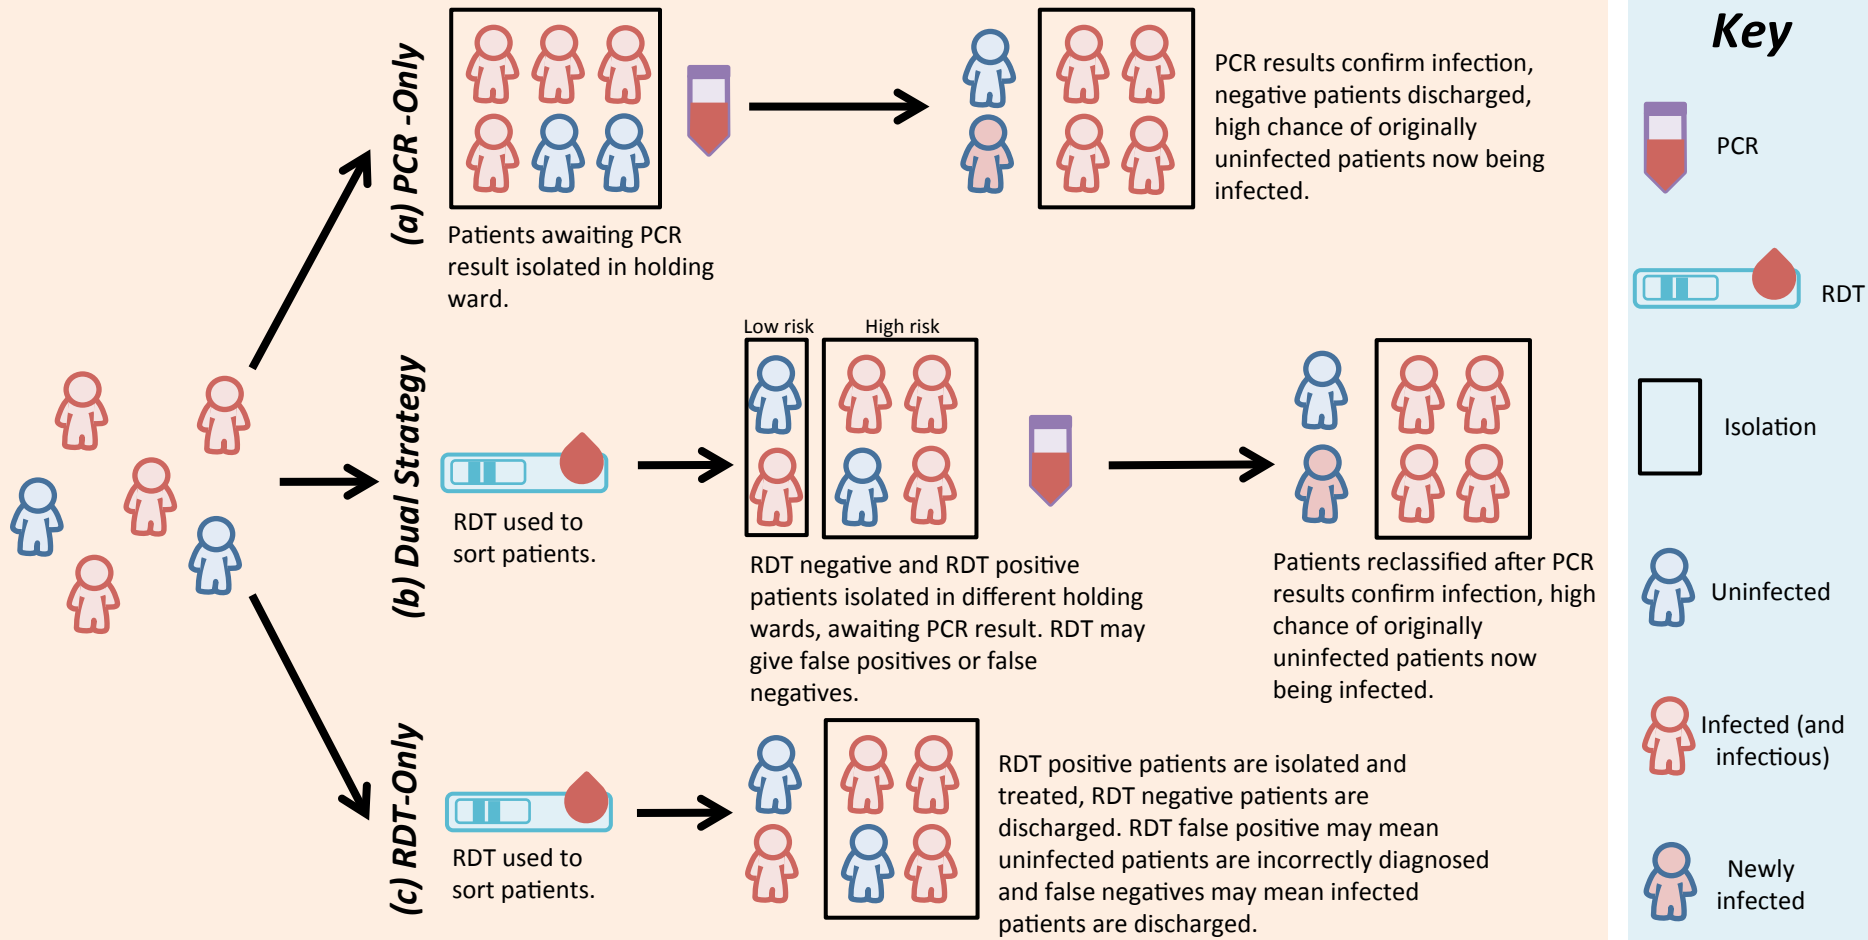 (a) PCR -Only
Patients awaiting PCR
result isolated in holding
ward.
PCR results confirm infection,
negative patients discharged,
high chance of originally
uninfected patients now being
infected.
(b) Dual Strategy
RDT used to
sort patients.
Low risk
High risk
RDT negative and RDT positive
patients isolated in different holding
wards, awaiting PCR result. RDT may
give false positives or false
negatives.
Patients reclassified after PCR
results confirm infection, high
chance of originally
uninfected patients now
being infected.
(c) RDT-Only
RDT used to
sort patients.
RDT positive patients are isolated and
treated, RDT negative patients are
discharged. RDT false positive may mean
uninfected patients are incorrectly diagnosed
and false negatives may mean infected
patients are discharged.
Key
PCR
RDT
Isolation
Uninfected
Infected (and
infectious)
Newly
infected